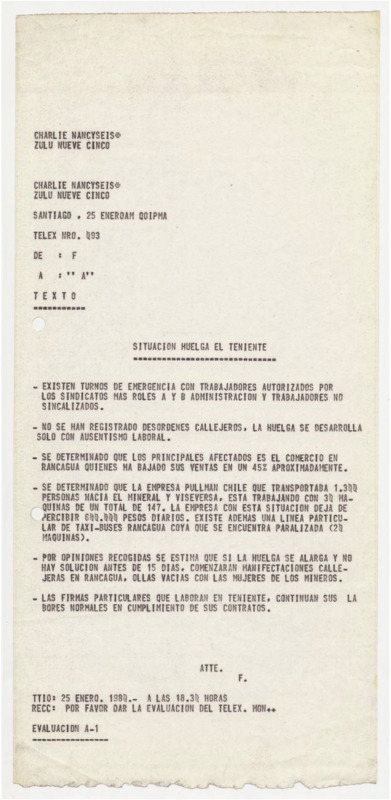 CHARLIE NANCYSEIS
ZULU NUEVE CINCO
CHARLIE NANCYSEIS
ZULU NUEVE CINCO
SANTIAGO , 25 ENEROAM QOIPMA
TELEX NRO. 003
DE : F
A : '' A''
T E X T O
-----------
SITUACION HUELGA EL TENIENTE
============================
- EXISTEN TURNOS DE EMERGENCIA CON TRABAJADORES AUTORIZADOS POR
LOS SINDICATOS MAS ROLES A Y B ADMINISTRACION Y TRABAJADORES NO
SINCALIZADOS.
- NO SE HAN REGISTRADO DESORDENES CALLEJEROS, LA HUELGA SE DESARROLLA
SOLO CON AUSENTISMO LABORAL.
- SE DETERMINADO QUE LOS PRINCIPALES AFECTADOS ES EL COMERCIO EN
RANCAGUA QUIENES HA BAJADO SUS VENTAS EN UN 45% APROXIMADAMENTE.
- SE DETERMINADO QUE LA EMPRESA PULLMAN CHILE QUE TRANSPORTABA 1.300
PERSONAS HACIA EL MINERAL Y VISEVERSA, ESTA TRABAJANDO CON 30 MA-
QUINAS DE UN TOTAL DE 147. LA EMPRESA CON ESTA SITUACION DEJA DE
PERCIBIR 600.000 PESOS DIARIOS. EXISTE ADEMAS UNA LINEA PARTICU-
LAR DE TAXI-BUSES RANCAGUA COYA QUE SE ENCUENTRA PARALIZADA (20
MAQUINAS).
- POR OPINIONES RECOGIDAS SE ESTIMA QUE SI LA HUELGA SE ALARGA Y NO
HAY SOLUCION ANTES DE 15 DIAS, COMENZARAN MANIFECTACIONES CALLE-
JERAS EN RANCAGUA, OLLAS VACIAS CON LAS MUJERES DE LOS MINEROS.
- LAS FIRMAS PARTICULARES QUE LABORAN EN TENIENTE, CONTINUAN SUS LA
BORES NORMALES EN CUMPLIMIENTO DE SUS CONTRATOS.
ATTE.
F.
TTIO: 25 ENERO. 1980.- A LAS 18.30 HORAS
RECC: POR FAVOR DAR LA EVALUACION DEL TELEX. MON++
EVALUACION A-1
----------------